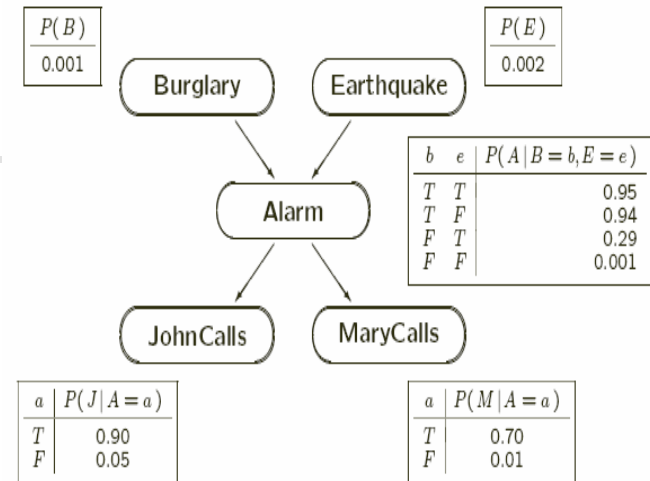 P(B)
0.001
P(E)
0.002
Burglary
Earthquake
b e P(A|B = b, E = e)
T T 0.95
T F 0.94
F T 0.29
F F 0.001
Alarm
JohnCalls
MaryCalls
a P(J|A = a)
T 0.90
F 0.05
a P(M|A = a)
T 0.70
F 0.01